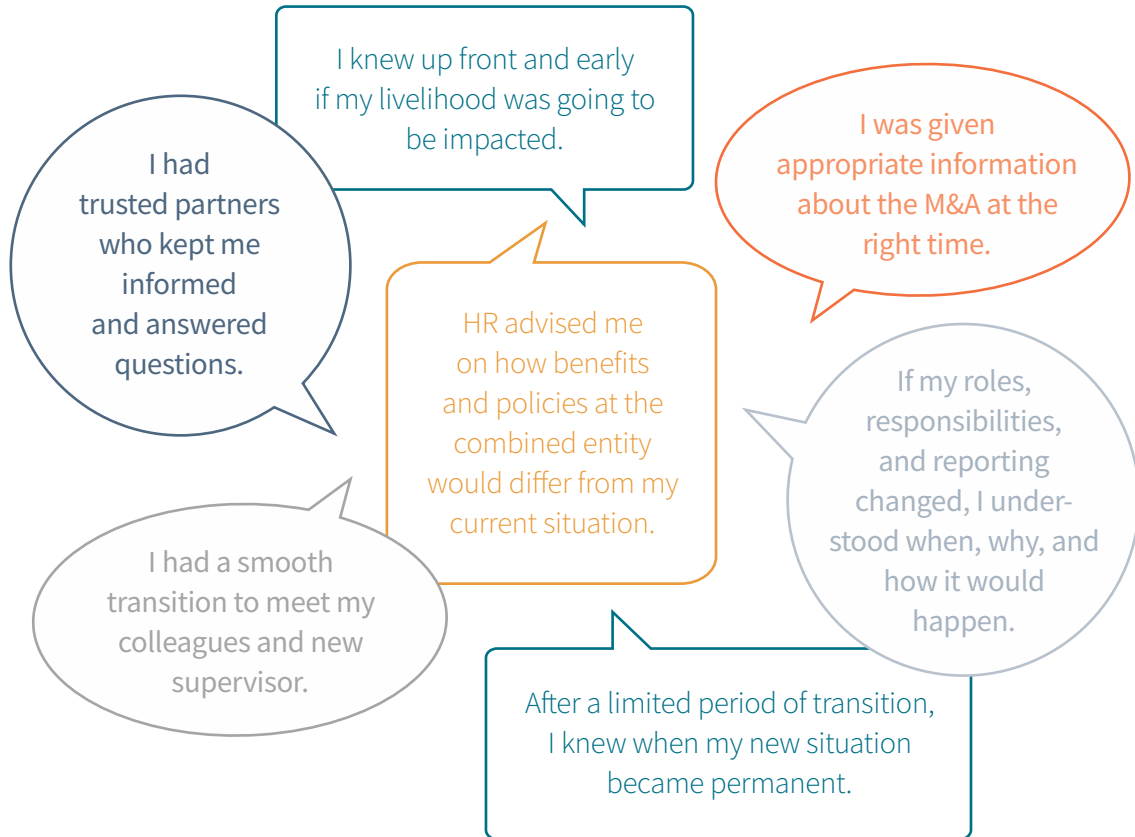 I knew up front and early
if my livelihood was going to
be impacted.
I had
trusted partners
who kept me
informed
and answered
questions.
I was given
appropriate information
about the M&A at the
right time.
HR advised me
on how benefits
and policies at the
combined entity
would differ from my
current situation.
If my roles,
responsibilities,
and reporting
changed, I under-
stood when, why, and
how it would
happen.
I had a smooth
transition to meet my
colleagues and new
supervisor.
After a limited period of transition,
I knew when my new situation
became permanent.